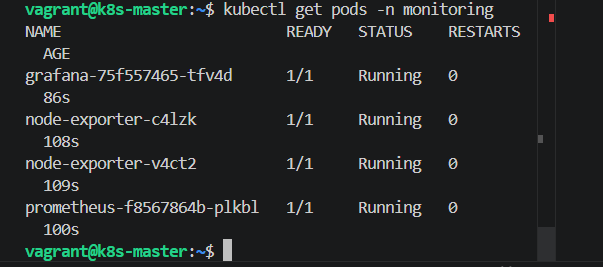 vagrant@k8s-master:~$ kubectl get pods -n monitoring
NAME                         READY   STATUS    RESTARTS
  AGE
grafana-75f557465-tfv4d      1/1     Running   0
  86s
node-exporter-c4lzk          1/1     Running   0
  108s
node-exporter-v4ct2          1/1     Running   0
  109s
prometheus-f8567864b-plkbl   1/1     Running   0
  100s
vagrant@k8s-master:~$